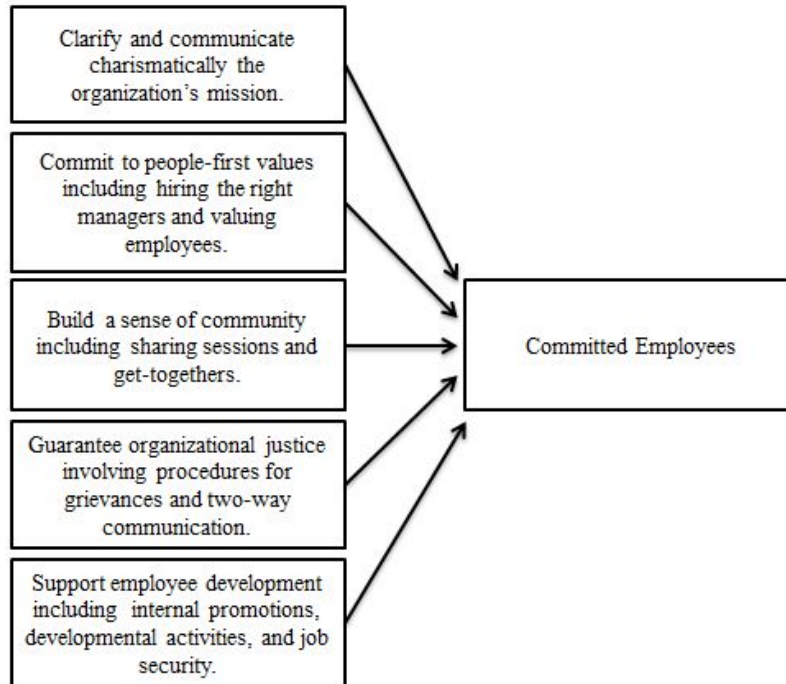 Clarify and communicate
charismatically the
organization’s mission.
Commit to people-first values
including hiring the right
managers and valuing
employees.
Build a sense of community
including sharing sessions and
get-togethers.
Guarantee organizational justice
involving procedures for
grievances and two-way
communication.
Support employee development
including internal promotions,
developmental activities, and job
security.
Committed Employees